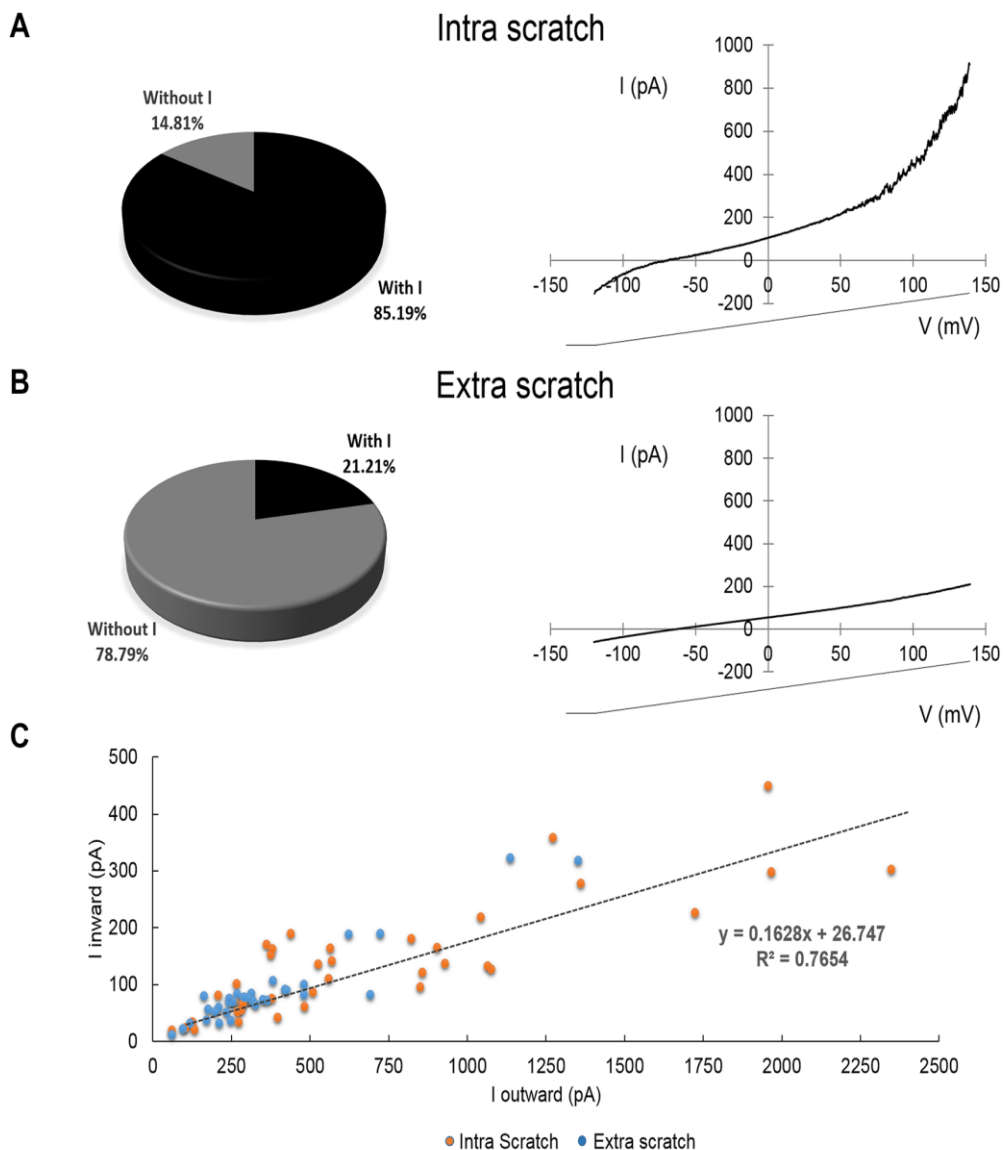 A
Intra scratch
Without I
14.81%
With I
85.19%
I (pA)
1000
800
600
400
200
0
-200
-150
-100
-50
0
50
100
150
V (mV)
B
Extra scratch
With I
21.21%
Without I
78.79%
I (pA)
1000
800
600
400
200
0
-200
-150
-100
-50
0
50
100
150
V (mV)
C
I inward (pA)
500
400
300
200
100
0
y = 0.1628x + 26.747
R² = 0.7654
0
250
500
750
1000
1250
1500
1750
2000
2250
2500
I outward (pA)
Intra Scratch
Extra scratch